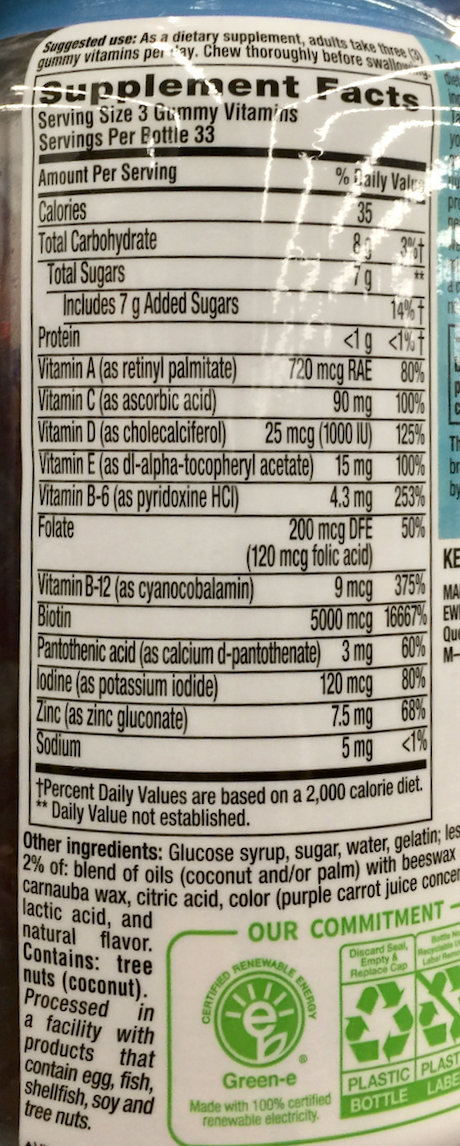 Suggested use: As a dietary supplement, adults take three (3)
gummy vitamins per day. Chew thoroughly before swallowing.
Supplement Facts
Serving Size 3 Gummy Vitamins
Servings Per Bottle 33
Amount Per Serving % Daily Value
Calories 35
Total Carbohydrate 8 g 3%†
Total Sugars 7 g **
Includes 7 g Added Sugars 14%†
Protein <1 g <1%†
Vitamin A (as retinyl palmitate) 720 mcg RAE 80%
Vitamin C (as ascorbic acid) 90 mg 100%
Vitamin D (as cholecalciferol) 25 mcg (1000 IU) 125%
Vitamin E (as dl-alpha-tocopheryl acetate) 15 mg 100%
Vitamin B-6 (as pyridoxine HCl) 4.3 mg 253%
Folate 200 mcg DFE 50%
(120 mcg folic acid)
Vitamin B-12 (as cyanocobalamin) 9 mcg 375%
Biotin 5000 mcg 16667%
Pantothenic acid (as calcium d-pantothenate) 3 mg 60%
Iodine (as potassium iodide) 120 mcg 80%
Zinc (as zinc gluconate) 7.5 mg 68%
Sodium 5 mg <1%
†Percent Daily Values are based on a 2,000 calorie diet.
** Daily Value not established.
Other ingredients: Glucose syrup, sugar, water, gelatin; les
2% of: blend of oils (coconut and/or palm) with beeswax
carnauba wax, citric acid, color (purple carrot juice concen
lactic acid, and
natural flavor.
Contains: tree
nuts (coconut).
Processed in
a facility with
products that
contain egg, fish,
shellfish, soy and
tree nuts.
OUR COMMITMENT
CERTIFIED RENEWABLE ENERGY
e
Green-e®
Made with 100% certified
renewable electricity.
Discard Seal,
Empty &
Replace Cap
PLASTIC
BOTTLE
PLAST
LABE
KE
MA
EW
Que
M–